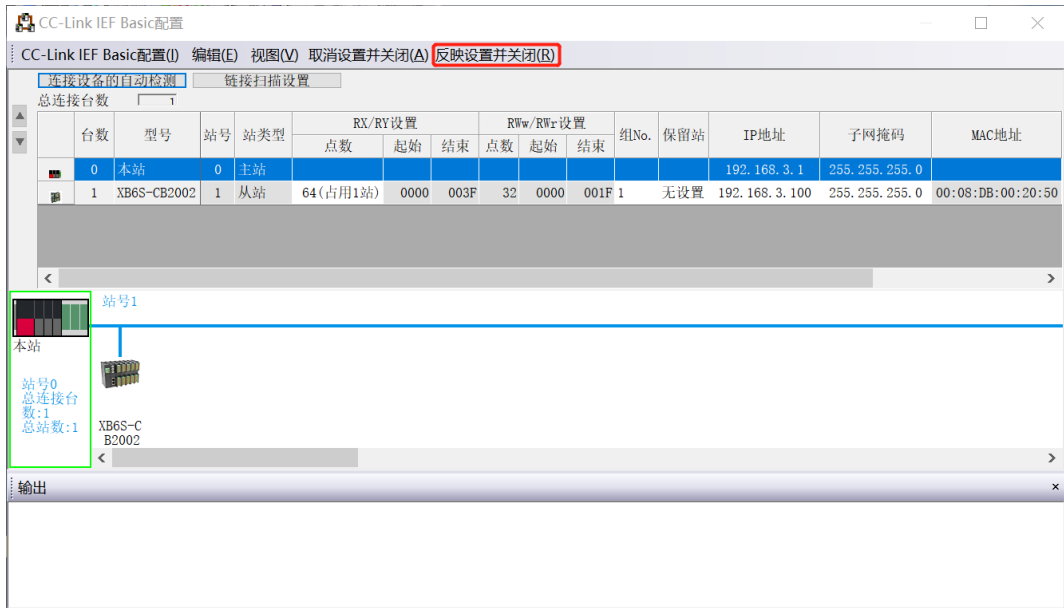 CC-Link IEF Basic配置
CC-Link IEF Basic配置(I) 编辑(E) 视图(V) 取消设置并关闭(A) 反映设置并关闭(R)
连接设备的自动检测 链接扫描设置
总连接台数 1
台数 型号 站号 站类型 RX/RY设置 RWw/RWr设置 组No. 保留站 IP地址 子网掩码 MAC地址
点数 起始 结束 点数 起始 结束
0 本站 0 主站 192.168.3.1 255.255.255.0
1 XB6S-CB2002 1 从站 64(占用1站) 0000 003F 32 0000 001F 1 无设置 192.168.3.100 255.255.255.0 00:08:DB:00:20:50
站号1
本站
站号0
总连接台
数:1
总站数:1
XB6S-C
B2002
输出